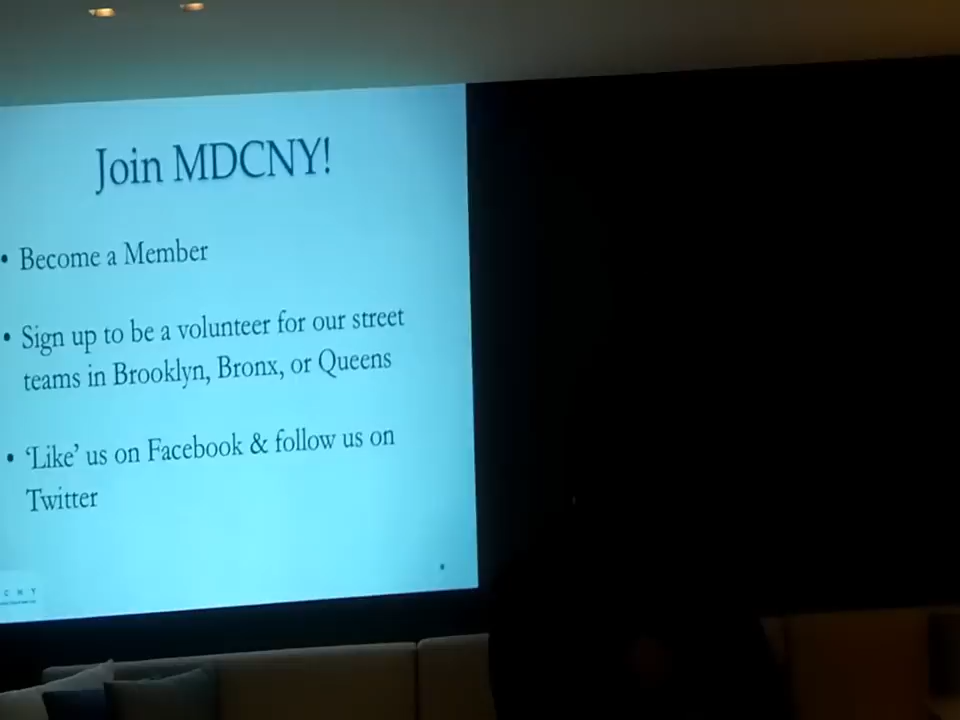 Join MDCNY!
• Become a Member
• Sign up to be a volunteer for our street
teams in Brooklyn, Bronx, or Queens
• ‘Like’ us on Facebook & follow us on
Twitter
C N Y